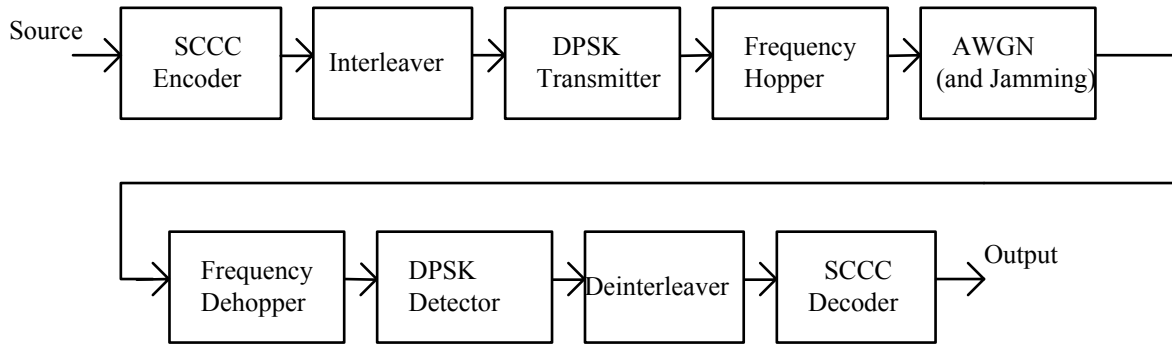 Source
SCCC
Encoder
Interleaver
DPSK
Transmitter
Frequency
Hopper
AWGN
(and Jamming)
Frequency
Dehopper
DPSK
Detector
Deinterleaver
SCCC
Decoder
Output